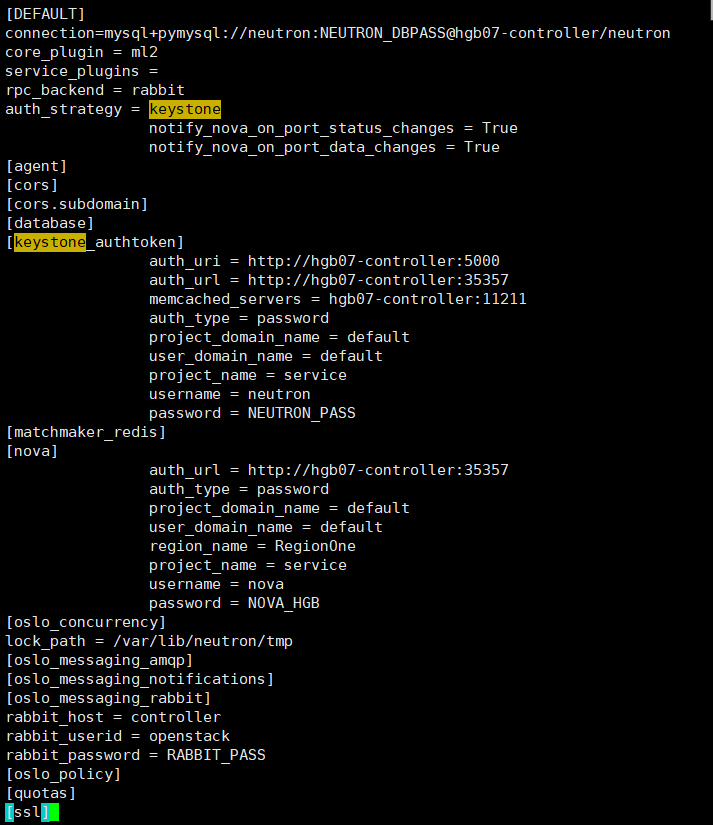 [DEFAULT]
connection=mysql+pymysql://neutron:NEUTRON_DBPASS@hgb07-controller/neutron
core_plugin = ml2
service_plugins =
rpc_backend = rabbit
auth_strategy = keystone
notify_nova_on_port_status_changes = True
notify_nova_on_port_data_changes = True
[agent]
[cors]
[cors.subdomain]
[database]
[keystone_authtoken]
auth_uri = http://hgb07-controller:5000
auth_url = http://hgb07-controller:35357
memcached_servers = hgb07-controller:11211
auth_type = password
project_domain_name = default
user_domain_name = default
project_name = service
username = neutron
password = NEUTRON_PASS
[matchmaker_redis]
[nova]
auth_url = http://hgb07-controller:35357
auth_type = password
project_domain_name = default
user_domain_name = default
region_name = RegionOne
project_name = service
username = nova
password = NOVA_HGB
[oslo_concurrency]
lock_path = /var/lib/neutron/tmp
[oslo_messaging_amqp]
[oslo_messaging_notifications]
[oslo_messaging_rabbit]
rabbit_host = controller
rabbit_userid = openstack
rabbit_password = RABBIT_PASS
[oslo_policy]
[quotas]
[ssl]